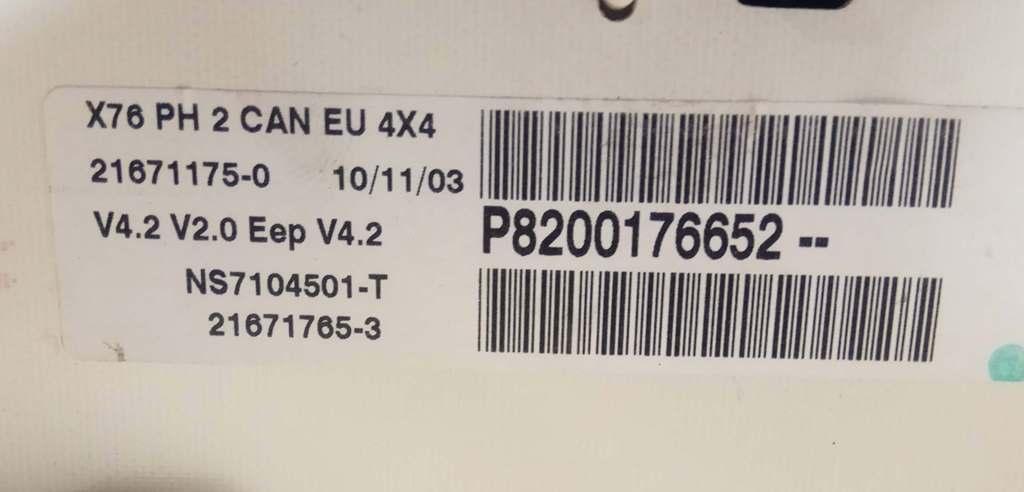 X76 PH 2 CAN EU 4X4
21671175-0 10/11/03
V4.2 V2.0 Eep V4.2
P8200176652 --
NS7104501-T
21671765-3